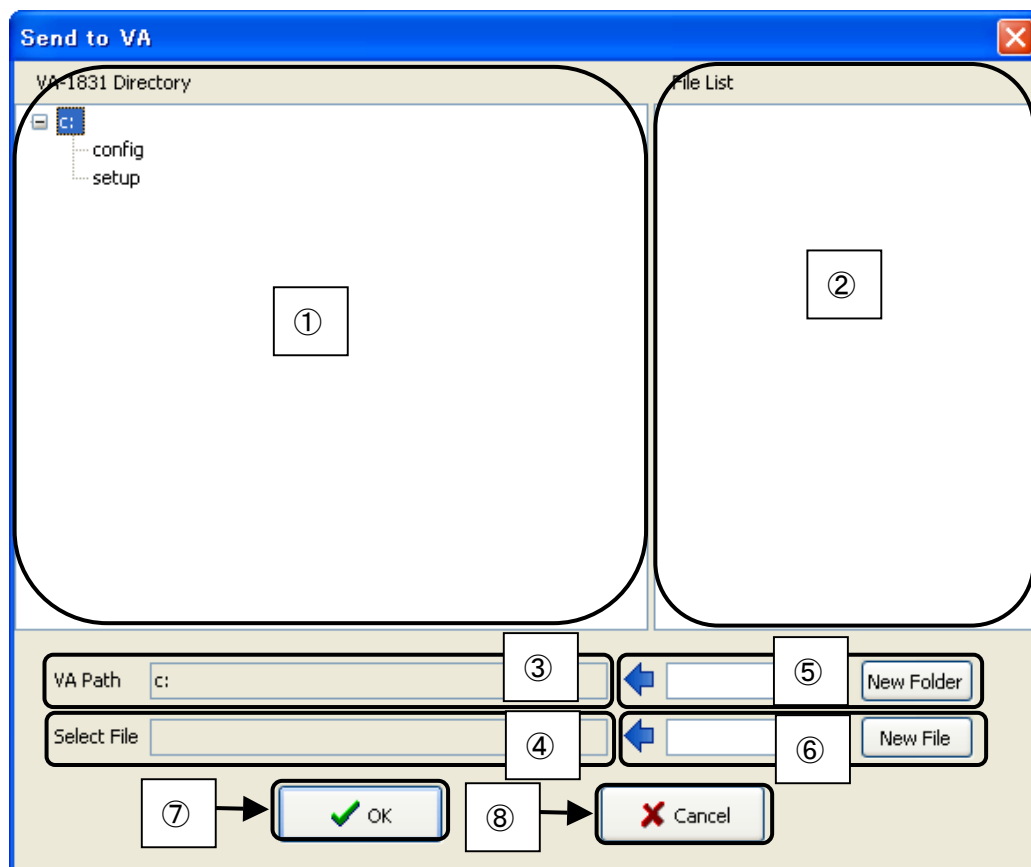 Send to VA
VA-1831 Directory
File List
c:
config
setup
①
②
VA Path
c:
③
⑤
New Folder
Select File
④
⑥
New File
⑦
OK
⑧
Cancel